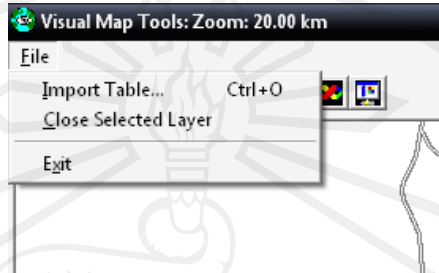 Visual Map Tools: Zoom: 20.00 km
File
Import Table... Ctrl+O
Close Selected Layer
Exit